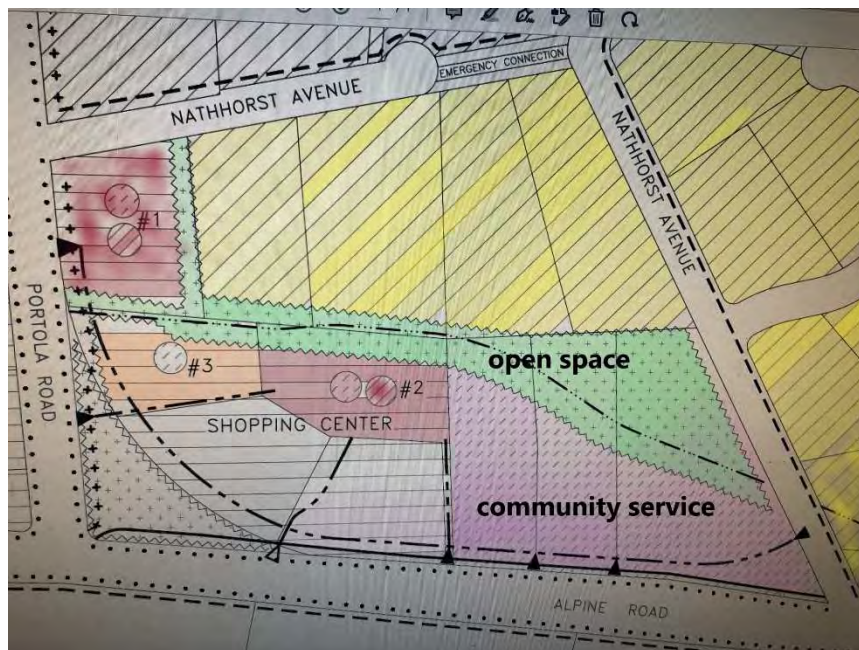 EMERGENCY CONNECTION
NATHHORST AVENUE
NATHHORST AVENUE
#1
PORTOLA ROAD
open space
#3
#2
SHOPPING CENTER
community service
ALPINE ROAD